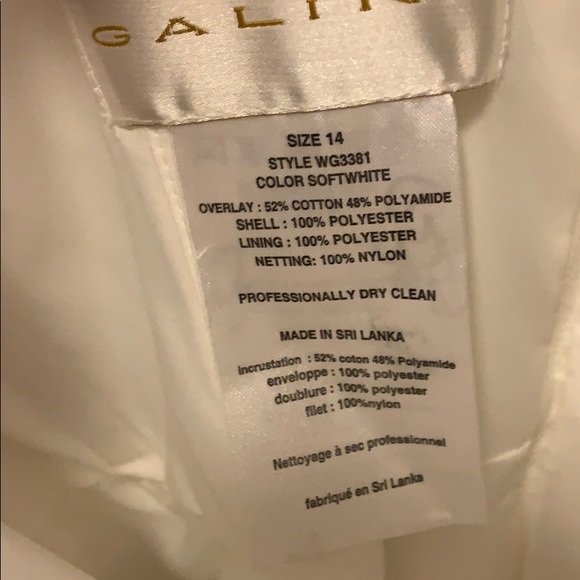 GALIN
SIZE 14
STYLE WG3381
COLOR SOFTWHITE
OVERLAY : 52% COTTON 48% POLYAMIDE
SHELL : 100% POLYESTER
LINING : 100% POLYESTER
NETTING: 100% NYLON
PROFESSIONALLY DRY CLEAN
MADE IN SRI LANKA
incrustation : 52% coton 48% Polyamide
enveloppe : 100% polyester
doublure : 100% polyester
filet : 100%nylon
Nettoyage à sec professionnel
fabriqué en Sri Lanka